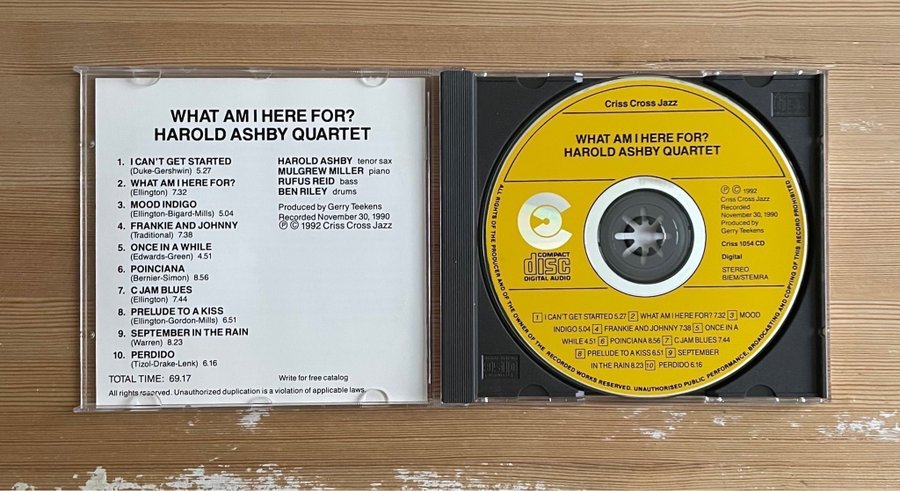 WHAT AM I HERE FOR?
HAROLD ASHBY QUARTET
1. I CAN'T GET STARTED
(Duke-Gershwin) 5.27
2. WHAT AM I HERE FOR?
(Ellington) 7.32
3. MOOD INDIGO
(Ellington-Bigard-Mills) 5.04
4. FRANKIE AND JOHNNY
(Traditional) 7.38
5. ONCE IN A WHILE
(Edwards-Green) 4.51
6. POINCIANA
(Bernier-Simon) 8.56
7. C JAM BLUES
(Ellington) 7.44
8. PRELUDE TO A KISS
(Ellington-Gordon-Mills) 6.51
9. SEPTEMBER IN THE RAIN
(Warren) 8.23
10. PERDIDO
(Tizol-Drake-Lenk) 6.16
HAROLD ASHBY tenor sax
MULGREW MILLER piano
RUFUS REID bass
BEN RILEY drums
Produced by Gerry Teekens
Recorded November 30, 1990
Ⓟ © 1992 Criss Cross Jazz
TOTAL TIME: 69.17
Write for free catalog
All rights reserved. Unauthorized duplication is a violation of applicable laws.
Criss Cross Jazz
WHAT AM I HERE FOR?
HAROLD ASHBY QUARTET
Ⓟ © 1992
Criss Cross Jazz
Recorded
November 30, 1990
Produced by
Gerry Teekens
Criss 1054 CD
Digital
STEREO
BIEM/STEMRA
COMPACT
disc
DIGITAL AUDIO
1 I CAN'T GET STARTED 5.27 2 WHAT AM I HERE FOR? 7.32 3 MOOD
INDIGO 5.04 4 FRANKIE AND JOHNNY 7.38 5 ONCE IN A
WHILE 4.51 6 POINCIANA 8.56 7 C JAM BLUES 7.44
8 PRELUDE TO A KISS 6.51 9 SEPTEMBER
IN THE RAIN 8.23 10 PERDIDO 6.16
ALL RIGHTS OF THE PRODUCER AND OF THE OWNER OF THE RECORDED WORKS RESERVED. UNAUTHORISED PUBLIC PERFORMANCE, BROADCASTING AND COPYING OF THIS RECORD PROHIBITED
disc
disc